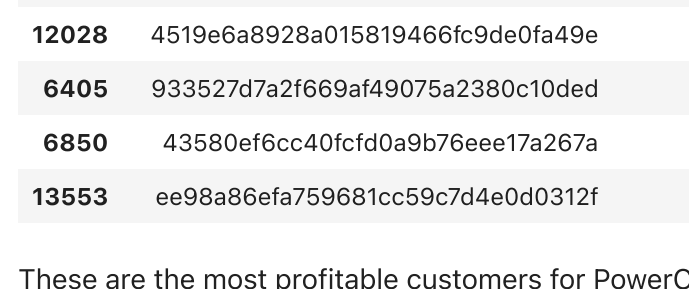 12028 4519e6a8928a015819466fc9de0fa49e
6405 933527d7a2f669af49075a2380c10ded
6850 43580ef6cc40fcfd0a9b76eee17a267a
13553 ee98a86efa759681cc59c7d4e0d0312f
These are the most profitable customers for